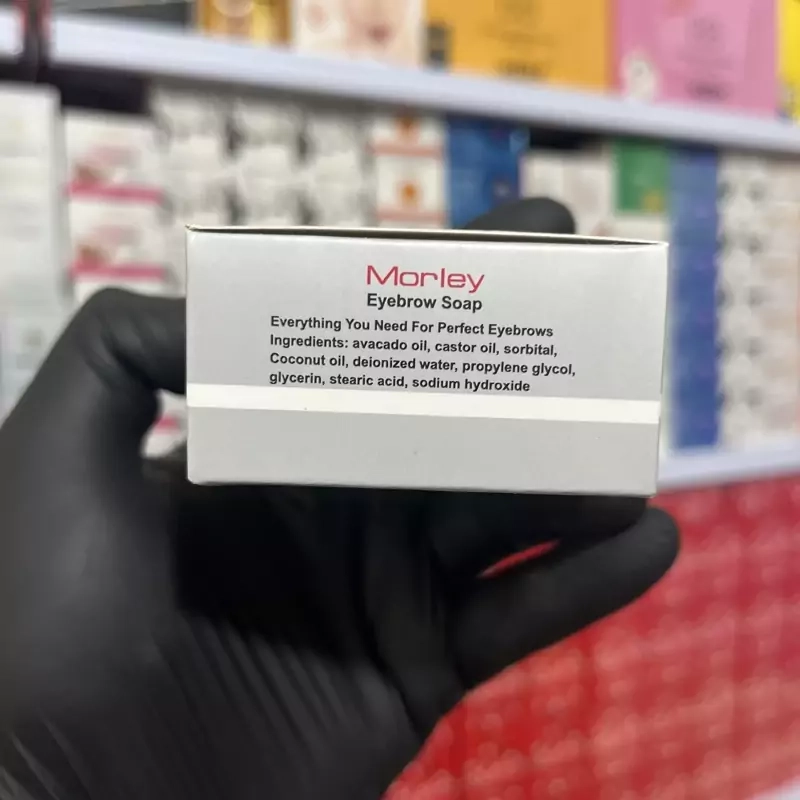 Morley
Eyebrow Soap
Everything You Need For Perfect Eyebrows
Ingredients: avacado oil, castor oil, sorbital,
Coconut oil, deionized water, propylene glycol,
glycerin, stearic acid, sodium hydroxide